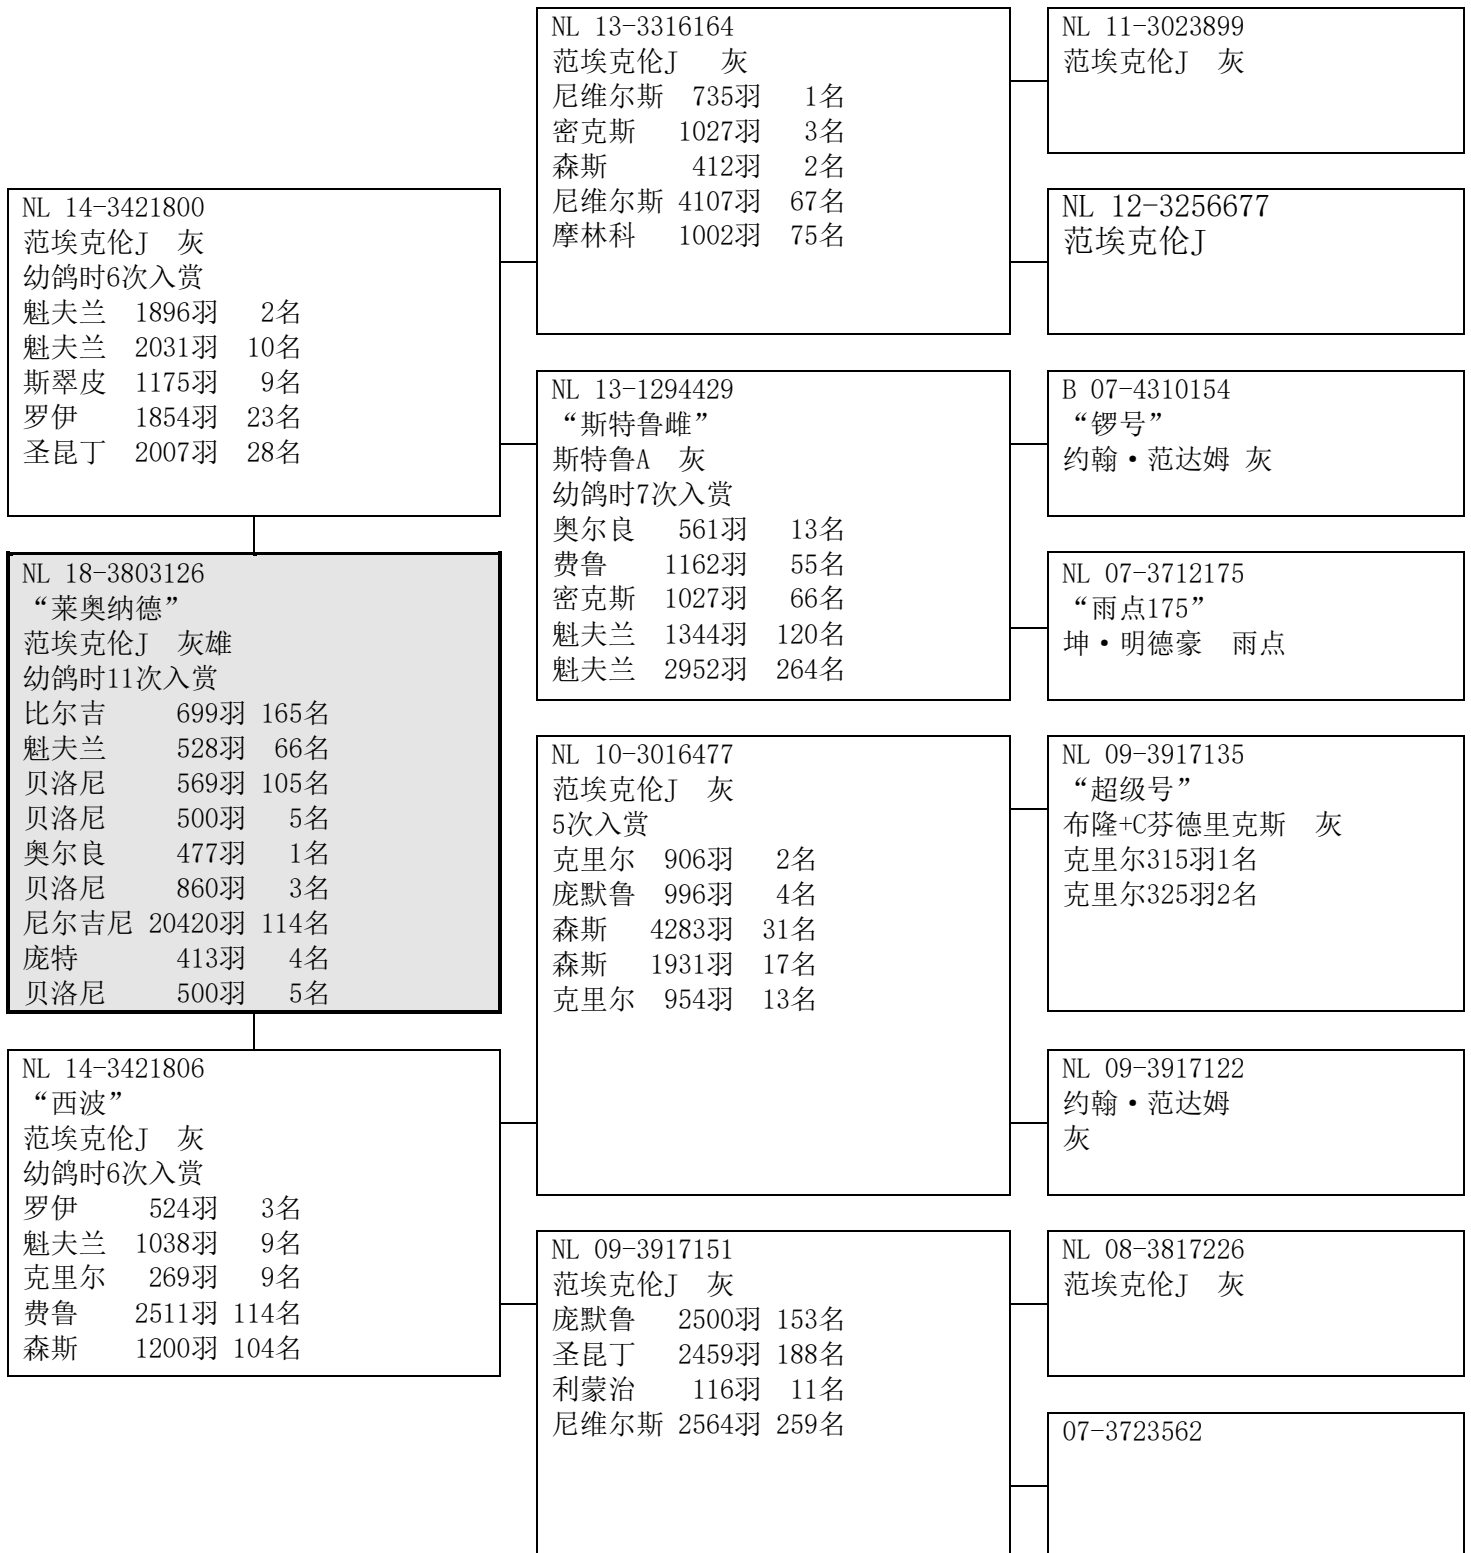 NL 14-3421800
范埃克伦J 灰
幼鸽时6次入赏
魁夫兰 1896羽 2名
魁夫兰 2031羽 10名
斯翠皮 1175羽 9名
罗伊 1854羽 23名
圣昆丁 2007羽 28名
NL 18-3803126
“莱奥纳德”
范埃克伦J 灰雄
幼鸽时11次入赏
比尔吉 699羽 165名
魁夫兰 528羽 66名
贝洛尼 569羽 105名
贝洛尼 500羽 5名
奥尔良 477羽 1名
贝洛尼 860羽 3名
尼尔吉尼 20420羽 114名
庞特 413羽 4名
贝洛尼 500羽 5名
NL 14-3421806
“西波”
范埃克伦J 灰
幼鸽时6次入赏
罗伊 524羽 3名
魁夫兰 1038羽 9名
克里尔 269羽 9名
费鲁 2511羽 114名
森斯 1200羽 104名
NL 13-3316164
范埃克伦J 灰
尼维尔斯 735羽 1名
密克斯 1027羽 3名
森斯 412羽 2名
尼维尔斯 4107羽 67名
摩林科 1002羽 75名
NL 13-1294429
“斯特鲁雌”
斯特鲁A 灰
幼鸽时7次入赏
奥尔良 561羽 13名
费鲁 1162羽 55名
密克斯 1027羽 66名
魁夫兰 1344羽 120名
魁夫兰 2952羽 264名
NL 10-3016477
范埃克伦J 灰
5次入赏
克里尔 906羽 2名
庞默鲁 996羽 4名
森斯 4283羽 31名
森斯 1931羽 17名
克里尔 954羽 13名
NL 09-3917151
范埃克伦J 灰
庞默鲁 2500羽 153名
圣昆丁 2459羽 188名
利蒙治 116羽 11名
尼维尔斯 2564羽 259名
NL 11-3023899
范埃克伦J 灰
NL 12-3256677
范埃克伦J
B 07-4310154
“锣号”
约翰·范达姆 灰
NL 07-3712175
“雨点175”
坤·明德豪 雨点
NL 09-3917135
“超级号”
布隆+C芬德里克斯 灰
克里尔315羽1名
克里尔325羽2名
NL 09-3917122
约翰·范达姆
灰
NL 08-3817226
范埃克伦J 灰
07-3723562